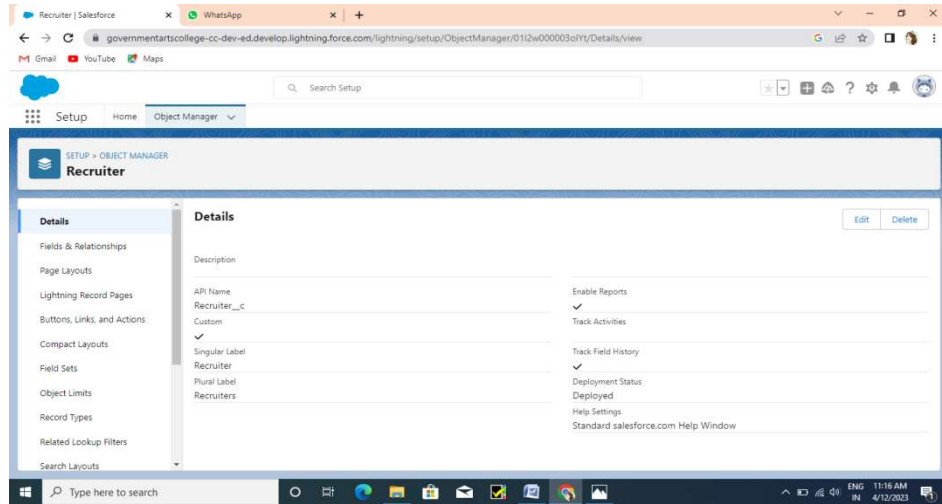 Recruiter | Salesforce
WhatsApp
governmentartscollege-cc-dev-ed.develop.lightning.force.com/lightning/setup/ObjectManager/01I2w000003oIYt/Details/view
Gmail YouTube Maps
Search Setup
Setup Home Object Manager
SETUP > OBJECT MANAGER
Recruiter
Details
Fields & Relationships
Page Layouts
Lightning Record Pages
Buttons, Links, and Actions
Compact Layouts
Field Sets
Object Limits
Record Types
Related Lookup Filters
Search Layouts
Details
Edit Delete
Description
API Name
Recruiter__c
Custom
Singular Label
Recruiter
Plural Label
Recruiters
Enable Reports
Track Activities
Track Field History
Deployment Status
Deployed
Help Settings
Standard salesforce.com Help Window
Type here to search
ENG 11:16 AM
IN 4/12/2023